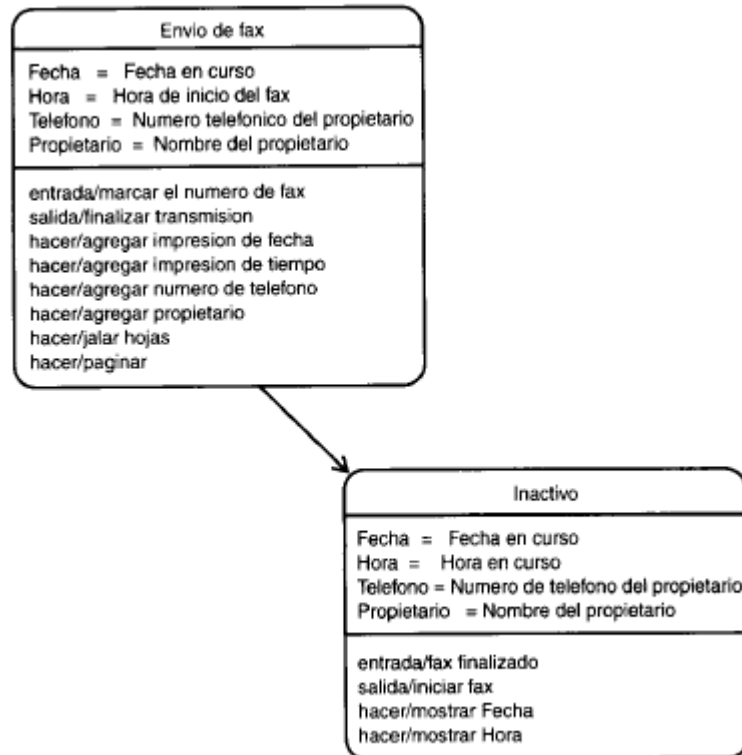 Envio de fax
Fecha = Fecha en curso
Hora = Hora de inicio del fax
Telefono = Numero telefonico del propietario
Propietario = Nombre del propietario
entrada/marcar el numero de fax
salida/finalizar transmision
hacer/agregar impresion de fecha
hacer/agregar impresion de tiempo
hacer/agregar numero de telefono
hacer/agregar propietario
hacer/jalar hojas
hacer/paginar
Inactivo
Fecha = Fecha en curso
Hora = Hora en curso
Telefono = Numero de telefono del propietario
Propietario = Nombre del propietario
entrada/fax finalizado
salida/iniciar fax
hacer/mostrar Fecha
hacer/mostrar Hora